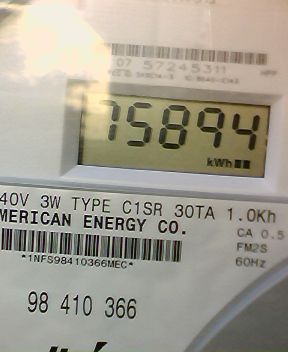 07 57245311
75894
kWh
40V 3W TYPE C1SR 30TA 1.0Kh
MERICAN ENERGY CO.
CA 0.5
FM2S
60Hz
*1NFS98410366MEC*
98 410 366